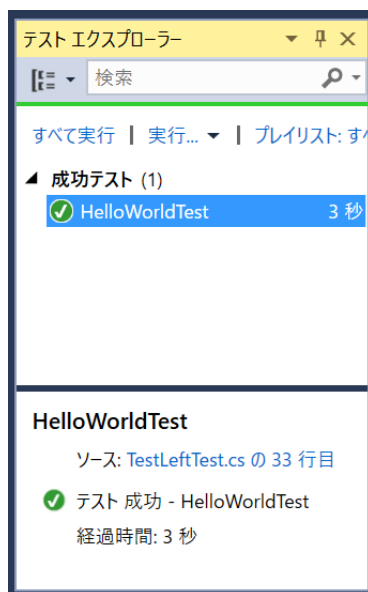 テスト エクスプローラー
検索
すべて実行 | 実行... | プレイリスト: す
成功テスト (1)
HelloWorldTest 3 秒
HelloWorldTest
ソース: TestLeftTest.cs の 33 行目
テスト 成功 - HelloWorldTest
経過時間: 3 秒